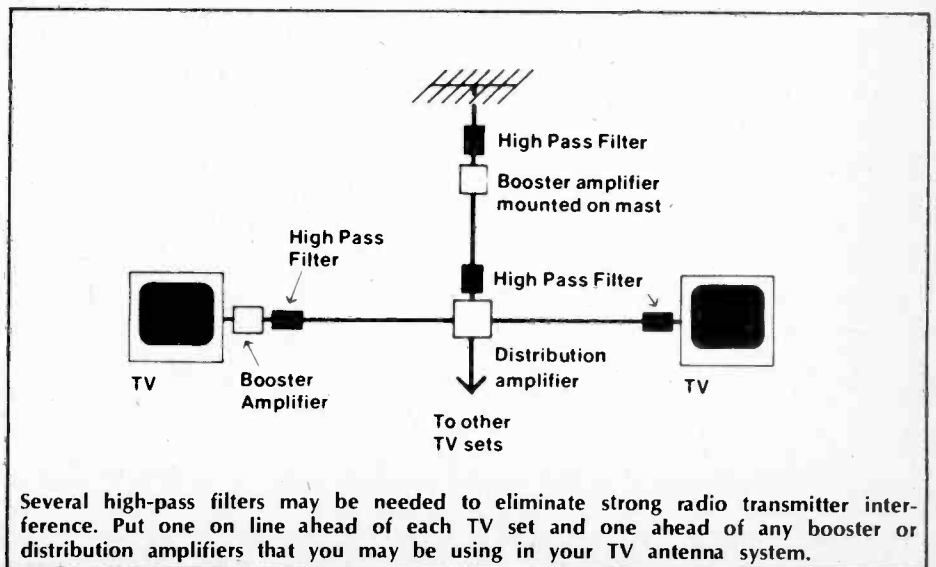 High Pass Filter
Booster amplifier
mounted on mast
High Pass
Filter
High Pass Filter
TV
Booster
Amplifier
Distribution
amplifier
TV
To other
TV sets
Several high-pass filters may be needed to eliminate strong radio transmitter inter-
ference. Put one on line ahead of each TV set and one ahead of any booster or
distribution amplifiers that you may be using in your TV antenna system.